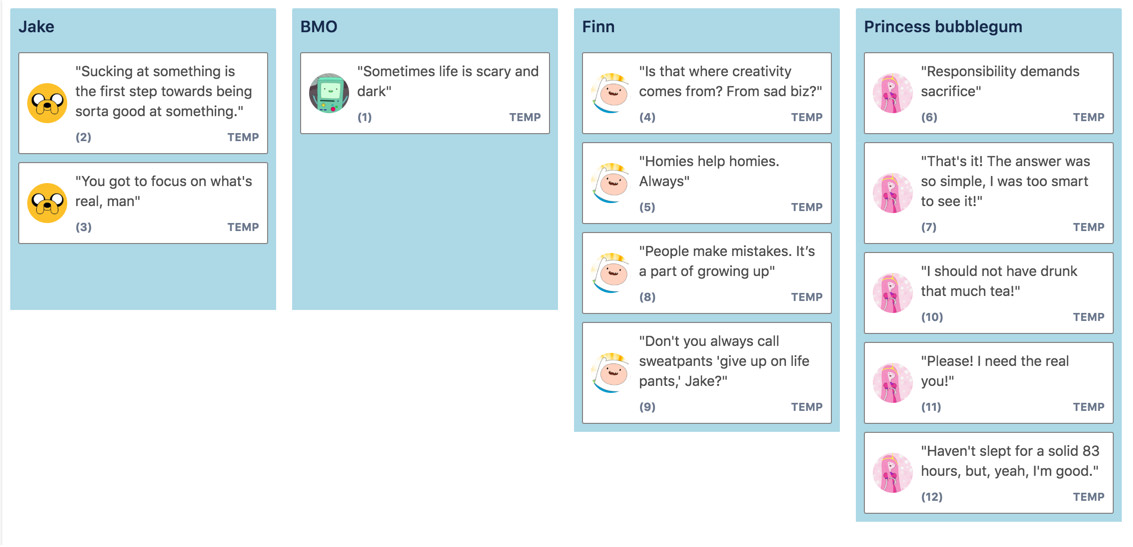 Jake
"Sucking at something is
the first step towards being
sorta good at something."
(2) TEMP
"You got to focus on what's
real, man"
(3) TEMP
BMO
"Sometimes life is scary and
dark"
(1) TEMP
Finn
"Is that where creativity
comes from? From sad biz?"
(4) TEMP
"Homies help homies.
Always"
(5) TEMP
"People make mistakes. It’s
a part of growing up"
(8) TEMP
"Don't you always call
sweatpants 'give up on life
pants,' Jake?"
(9) TEMP
Princess bubblegum
"Responsibility demands
sacrifice"
(6) TEMP
"That's it! The answer was
so simple, I was too smart
to see it!"
(7) TEMP
"I should not have drunk
that much tea!"
(10) TEMP
"Please! I need the real
you!"
(11) TEMP
"Haven't slept for a solid 83
hours, but, yeah, I'm good."
(12) TEMP